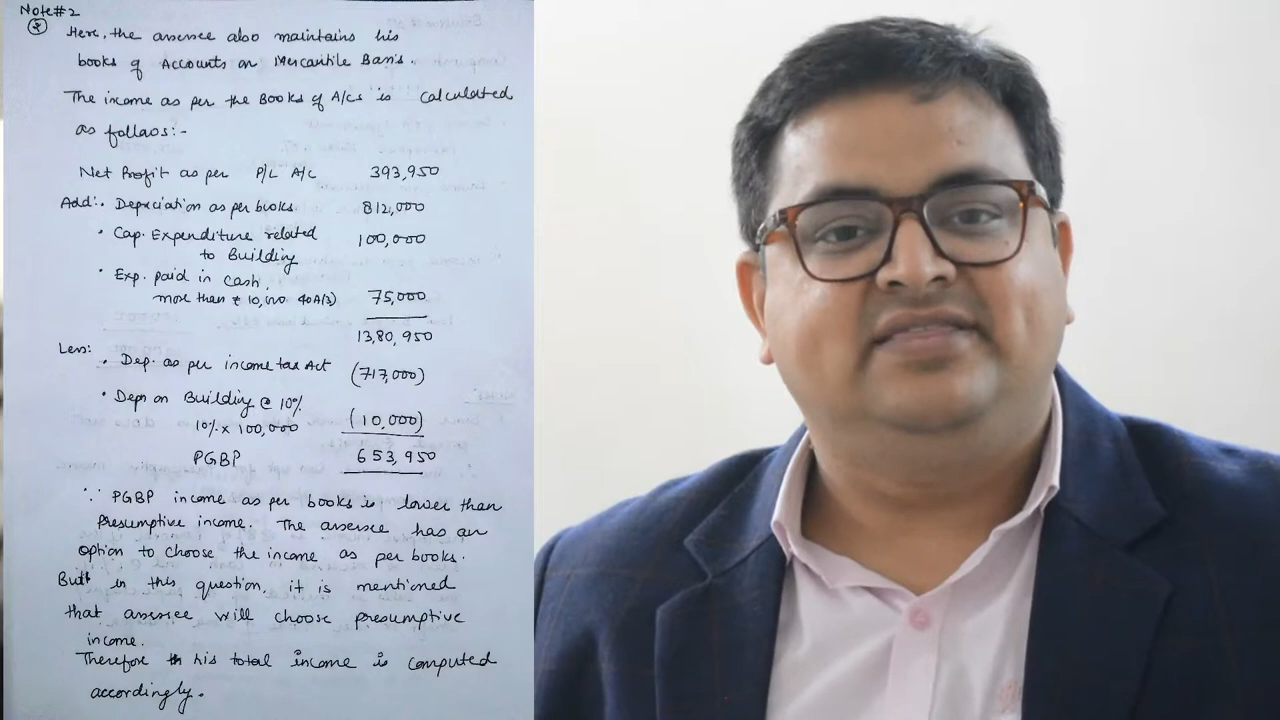 Note#2
Here, the assessee also maintains his
books of Accounts on Mercantile Basis.
The income as per the Books of A/cs is calculated
as follows:-
Net Profit as per P/L A/C 393,950
Add: • Depreciation as per books 812,000
• Cap. Expenditure related 100,000
to Building
• Exp. paid in cash,
more than ₹ 10,000 40A(3) 75,000
13,80,950
Less:
• Dep. as per income tax Act (717,000)
• Depn on Building @ 10%
10% x 100,000 (10,000)
PGBP 653,950
∵ PGBP income as per books is lower than
Presumptive income. The assessee has an
option to choose the income as per books.
But in this question, it is mentioned
that assessee will choose presumptive
income.
Therefore his total income is computed
accordingly.